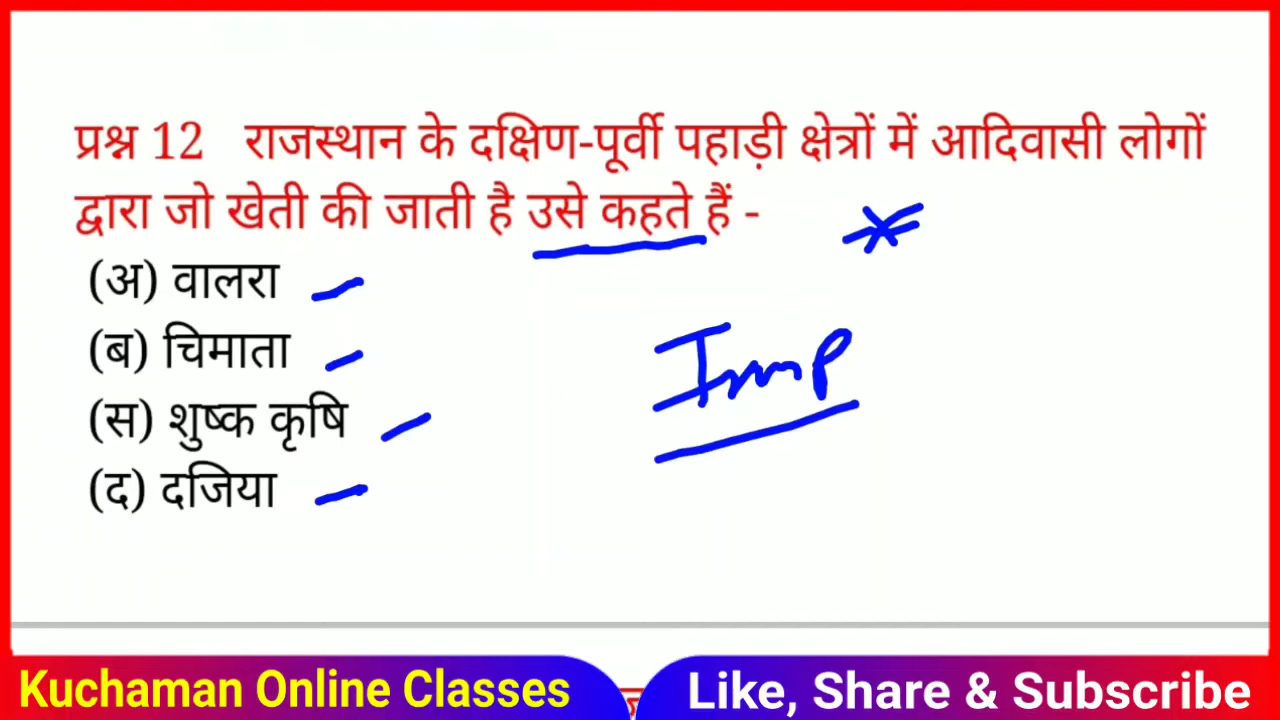 प्रश्न 12 राजस्थान के दक्षिण-पूर्वी पहाड़ी क्षेत्रों में आदिवासी लोगों
द्वारा जो खेती की जाती है उसे कहते हैं -
(अ) वालरा
(ब) चिमाता
(स) शुष्क कृषि
(द) दजिया
Imp
Kuchaman Online Classes
Like, Share & Subscribe